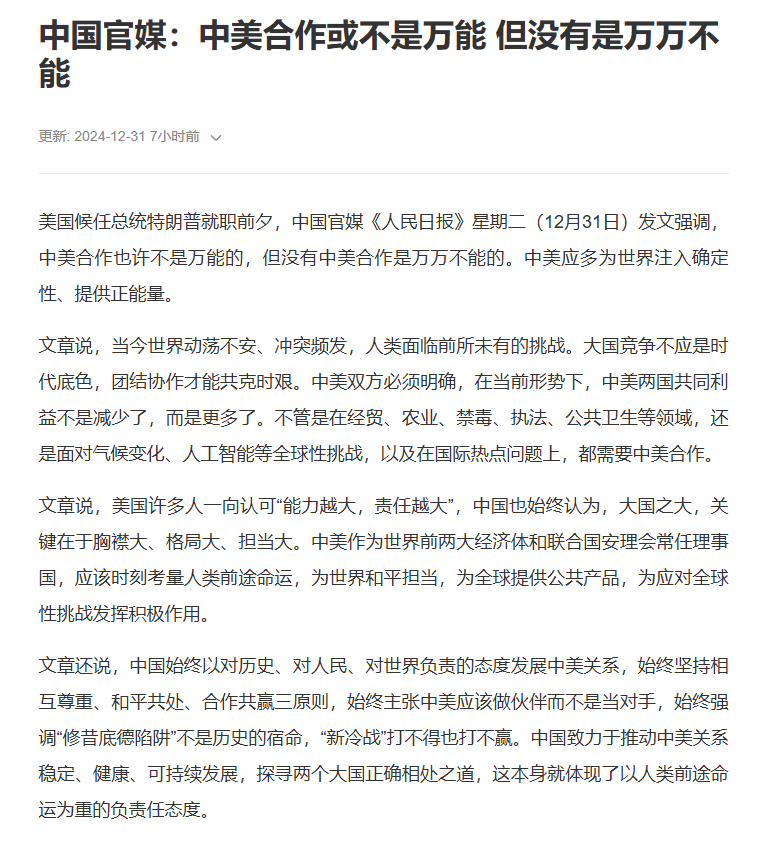 中国官媒：中美合作或不是万能 但没有是万万不
能
更新: 2024-12-31 7小时前
美国候任总统特朗普就职前夕，中国官媒《人民日报》星期二（12月31日）发文强调，
中美合作也许不是万能的，但没有中美合作是万万不能的。中美应多为世界注入确定
性、提供正能量。
文章说，当今世界动荡不安、冲突频发，人类面临前所未有的挑战。大国竞争不应是时
代底色，团结协作才能共克时艰。中美双方必须明确，在当前形势下，中美两国共同利
益不是减少了，而是更多了。不管是在经贸、农业、禁毒、执法、公共卫生等领域，还
是面对气候变化、人工智能等全球性挑战，以及在国际热点问题上，都需要中美合作。
文章说，美国许多人一向认可“能力越大，责任越大”，中国也始终认为，大国之大，关
键在于胸襟大、格局大、担当大。中美作为世界前两大经济体和联合国安理会常任理事
国，应该时刻考量人类前途命运，为世界和平担当，为全球提供公共产品，为应对全球
性挑战发挥积极作用。
文章还说，中国始终以对历史、对人民、对世界负责的态度发展中美关系，始终坚持相
互尊重、和平共处、合作共赢三原则，始终主张中美应该做伙伴而不是当对手，始终强
调“修昔底德陷阱”不是历史的宿命，“新冷战”打不得也打不赢。中国致力于推动中美关系
稳定、健康、可持续发展，探寻两个大国正确相处之道，这本身就体现了以人类前途命
运为重的负责任态度。